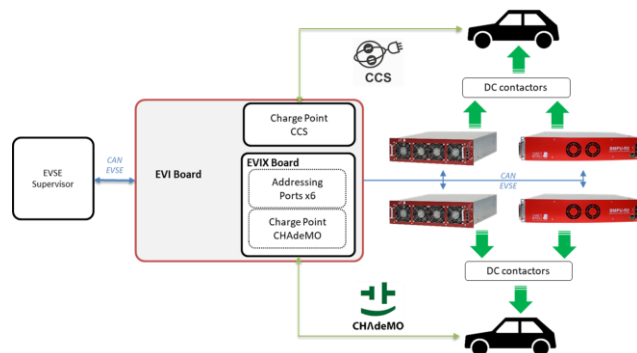 CCS
DC contactors
Charge Point
CCS
EVSE
Supervisor
CAN
EVSE
EVI Board
EVIX Board
Addressing
Ports x6
Charge Point
CHAdeMO
CAN
EVSE
DC contactors
CHΛdeMO